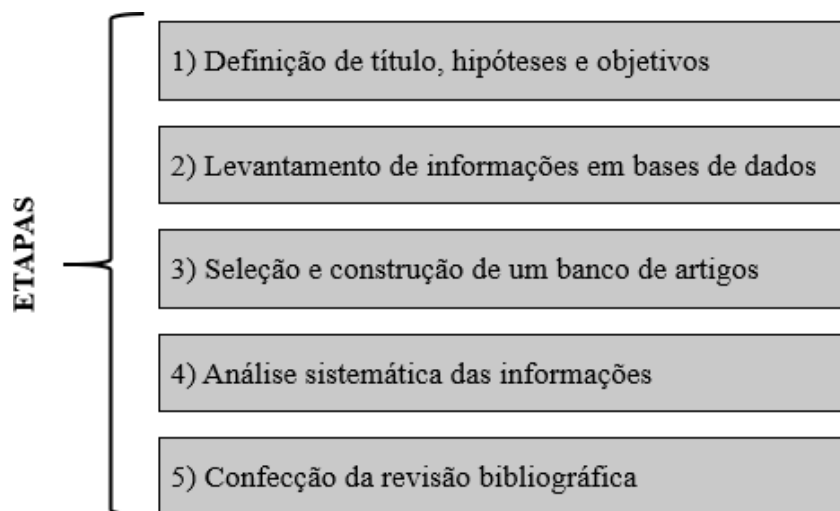 ETAPAS
1) Definição de título, hipóteses e objetivos
2) Levantamento de informações em bases de dados
3) Seleção e construção de um banco de artigos
4) Análise sistemática das informações
5) Confecção da revisão bibliográfica